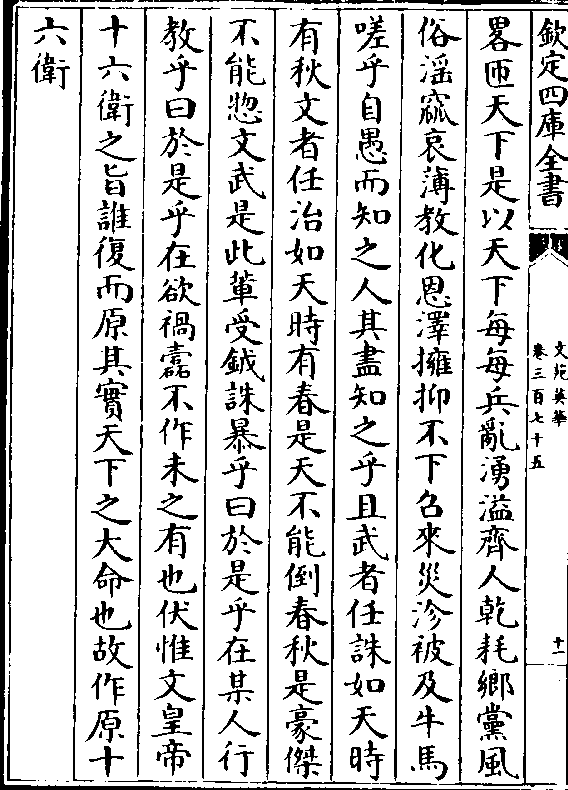 欽定四庫全書
文苑英華
卷三百七十五
十一
畧匝天下是以天下每每兵亂湧溢齊人乾耗鄉黨風
俗淫窳衰薄教化恩澤擁抑不下召來災沴被及牛馬
嗟乎自愚而知之人其盡知之乎且武者任誅如天時
有秋文者任治如天時有春是天不能倒春秋是豪傑
不能㧾文武是此輩受鉞誅暴乎曰於是乎在某人行
教乎曰於是乎在欲禍蠹不作未之有也伏惟文皇帝
十六衛之旨誰復而原其實天下之大命也故作原十
六衛